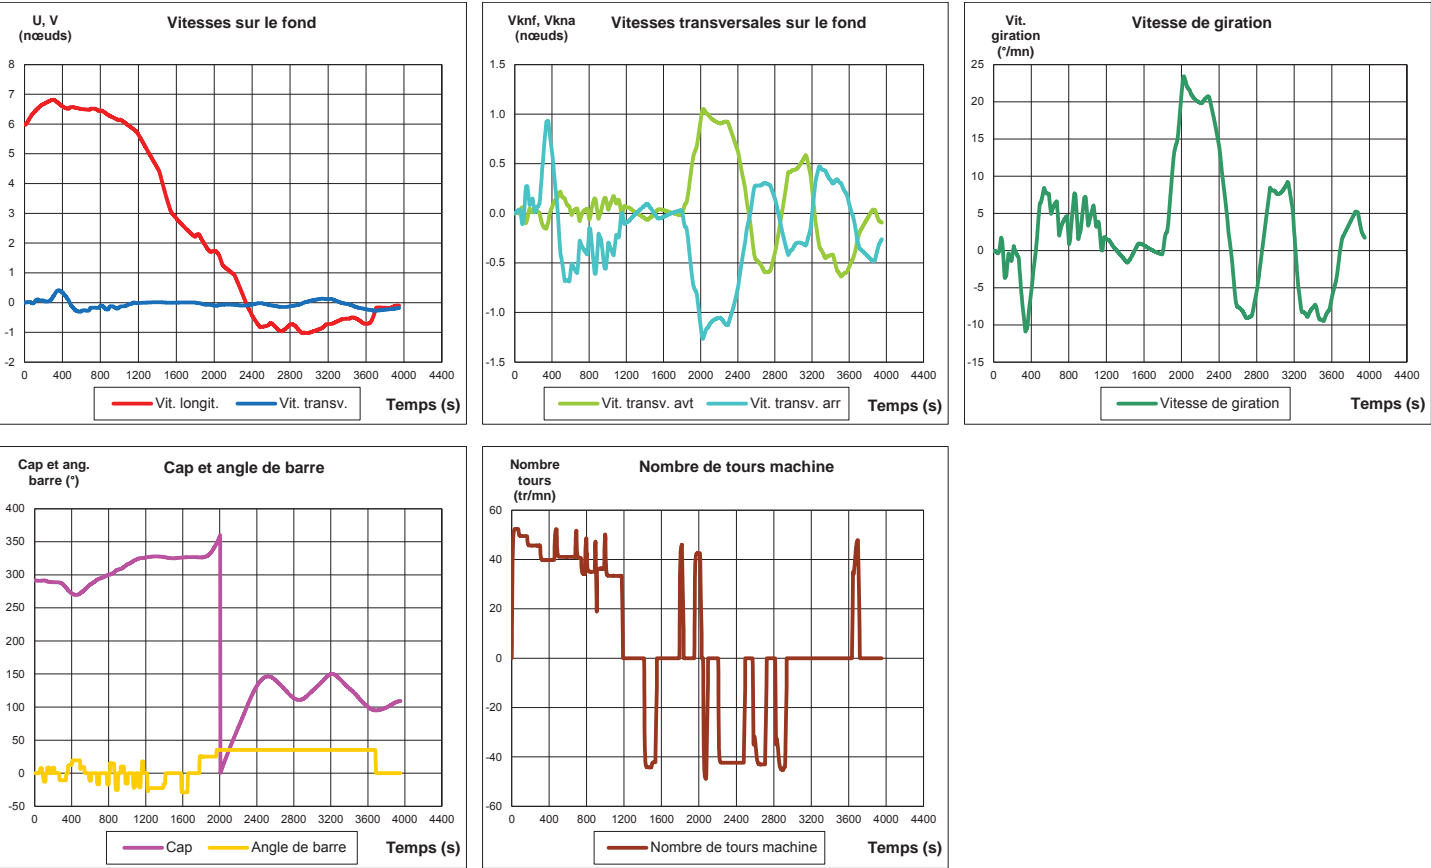 U, V
(nœuds)
Vitesses sur le fond
8
7
6
5
4
3
2
1
0
-1
-2
0 400 800 1200 1600 2000 2400 2800 3200 3600 4000 4400
Vit. longit. Vit. transv.
Temps (s)
Vknf, Vkna
(nœuds)
Vitesses transversales sur le fond
1.5
1.0
0.5
0.0
-0.5
-1.0
-1.5
0 400 800 1200 1600 2000 2400 2800 3200 3600 4000 4400
Vit. transv. avt Vit. transv. arr
Temps (s)
Vit.
giration
(°/mn)
Vitesse de giration
25
20
15
10
5
0
-5
-10
-15
0 400 800 1200 1600 2000 2400 2800 3200 3600 4000 4400
Vitesse de giration
Temps (s)
Cap et ang.
barre (°)
Cap et angle de barre
400
350
300
250
200
150
100
50
0
-50
0 400 800 1200 1600 2000 2400 2800 3200 3600 4000 4400
Cap Angle de barre
Temps (s)
Nombre
tours
(tr/mn)
Nombre de tours machine
60
40
20
0
-20
-40
-60
0 400 800 1200 1600 2000 2400 2800 3200 3600 4000 4400
Nombre de tours machine
Temps (s)